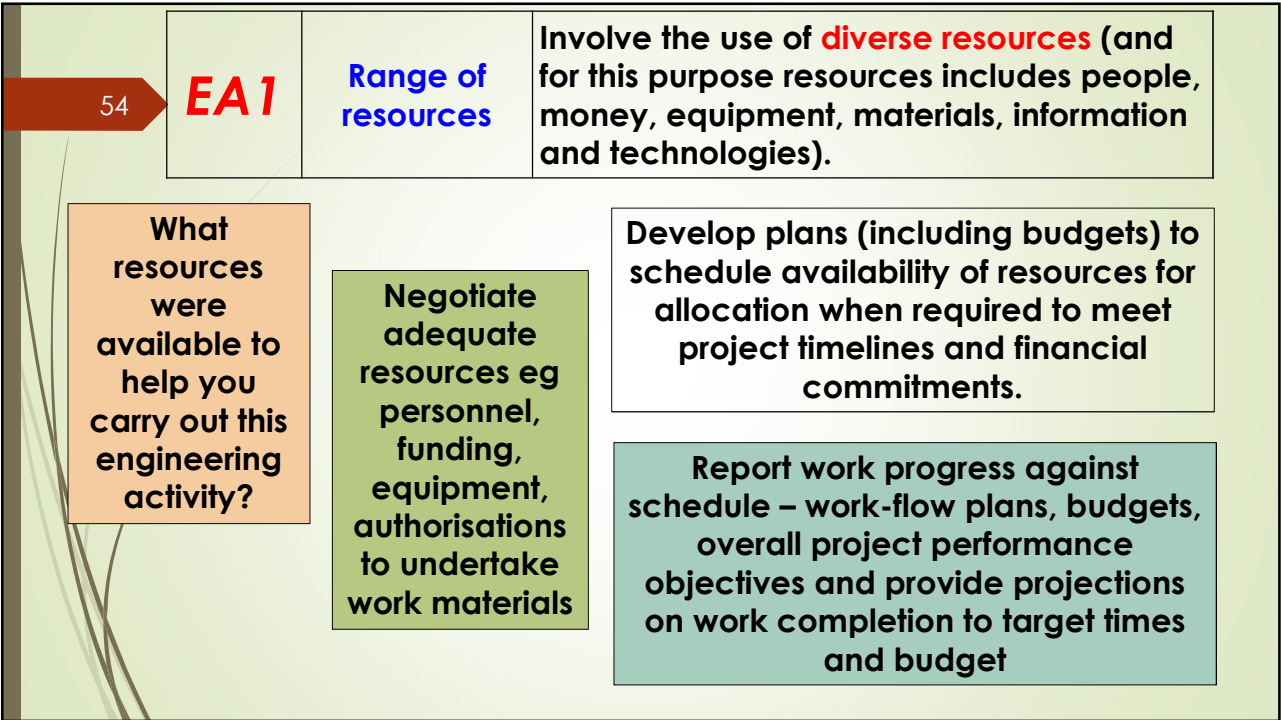 54
EA1
Range of
resources
Involve the use of diverse resources (and
for this purpose resources includes people,
money, equipment, materials, information
and technologies).
What
resources
were
available to
help you
carry out this
engineering
activity?
Negotiate
adequate
resources eg
personnel,
funding,
equipment,
authorisations
to undertake
work materials
Develop plans (including budgets) to
schedule availability of resources for
allocation when required to meet
project timelines and financial
commitments.
Report work progress against
schedule – work-flow plans, budgets,
overall project performance
objectives and provide projections
on work completion to target times
and budget